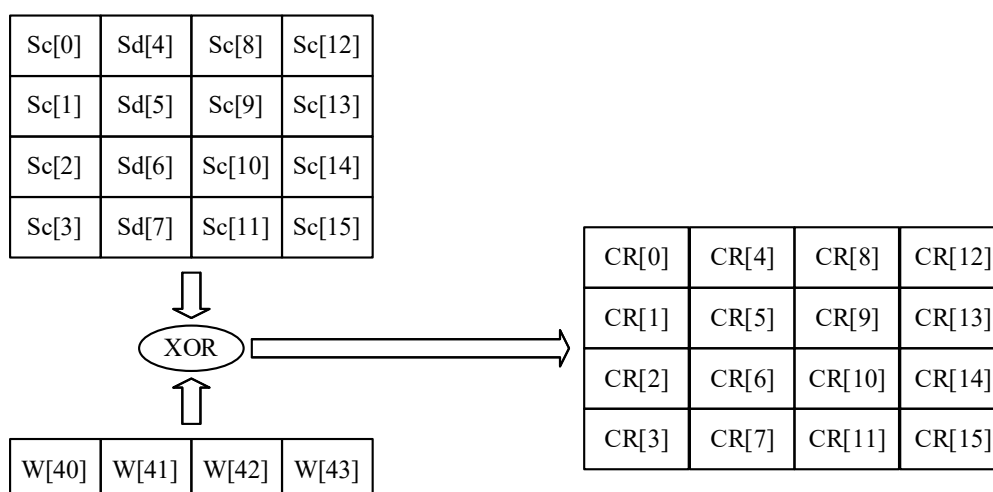 Sc[0] Sd[4] Sc[8] Sc[12]
Sc[1] Sd[5] Sc[9] Sc[13]
Sc[2] Sd[6] Sc[10] Sc[14]
Sc[3] Sd[7] Sc[11] Sc[15]
XOR
W[40] W[41] W[42] W[43]
CR[0] CR[4] CR[8] CR[12]
CR[1] CR[5] CR[9] CR[13]
CR[2] CR[6] CR[10] CR[14]
CR[3] CR[7] CR[11] CR[15]